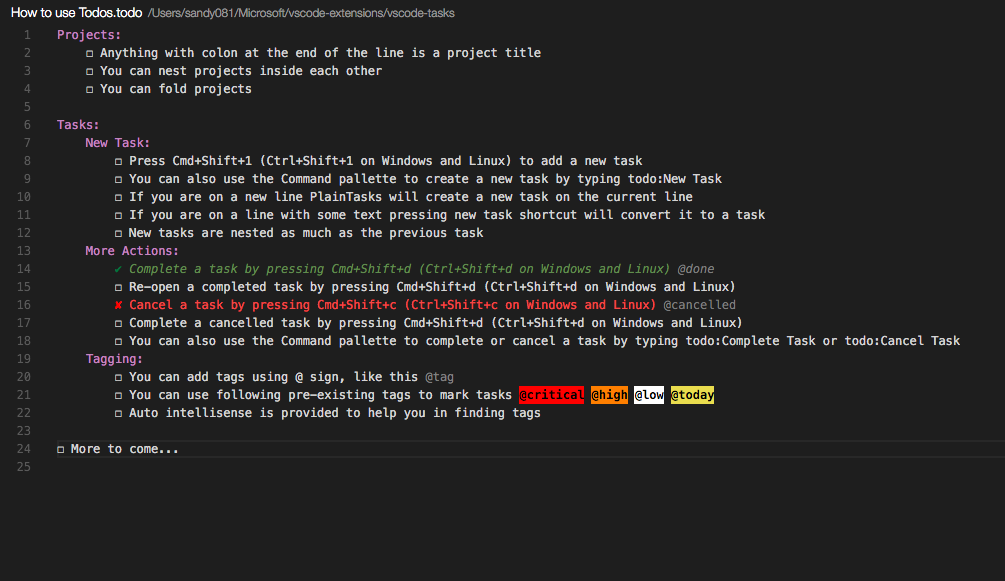 How to use Todos.todo /Users/sandy081/Microsoft/vscode-extensions/vscode-tasks
1 Projects:
2 ☐ Anything with colon at the end of the line is a project title
3 ☐ You can nest projects inside each other
4 ☐ You can fold projects
5
6 Tasks:
7 New Task:
8 ☐ Press Cmd+Shift+1 (Ctrl+Shift+1 on Windows and Linux) to add a new task
9 ☐ You can also use the Command pallette to create a new task by typing todo:New Task
10 ☐ If you are on a new line PlainTasks will create a new task on the current line
11 ☐ If you are on a line with some text pressing new task shortcut will convert it to a task
12 ☐ New tasks are nested as much as the previous task
13 More Actions:
14 ✔ Complete a task by pressing Cmd+Shift+d (Ctrl+Shift+d on Windows and Linux) @done
15 ☐ Re-open a completed task by pressing Cmd+Shift+d (Ctrl+Shift+d on Windows and Linux)
16 ✘ Cancel a task by pressing Cmd+Shift+c (Ctrl+Shift+c on Windows and Linux) @cancelled
17 ☐ Complete a cancelled task by pressing Cmd+Shift+d (Ctrl+Shift+d on Windows and Linux)
18 ☐ You can also use the Command pallette to complete or cancel a task by typing todo:Complete Task or todo:Cancel Task
19 Tagging:
20 ☐ You can add tags using @ sign, like this @tag
21 ☐ You can use following pre-existing tags to mark tasks @critical @high @low @today
22 ☐ Auto intellisense is provided to help you in finding tags
23
24 ☐ More to come...
25